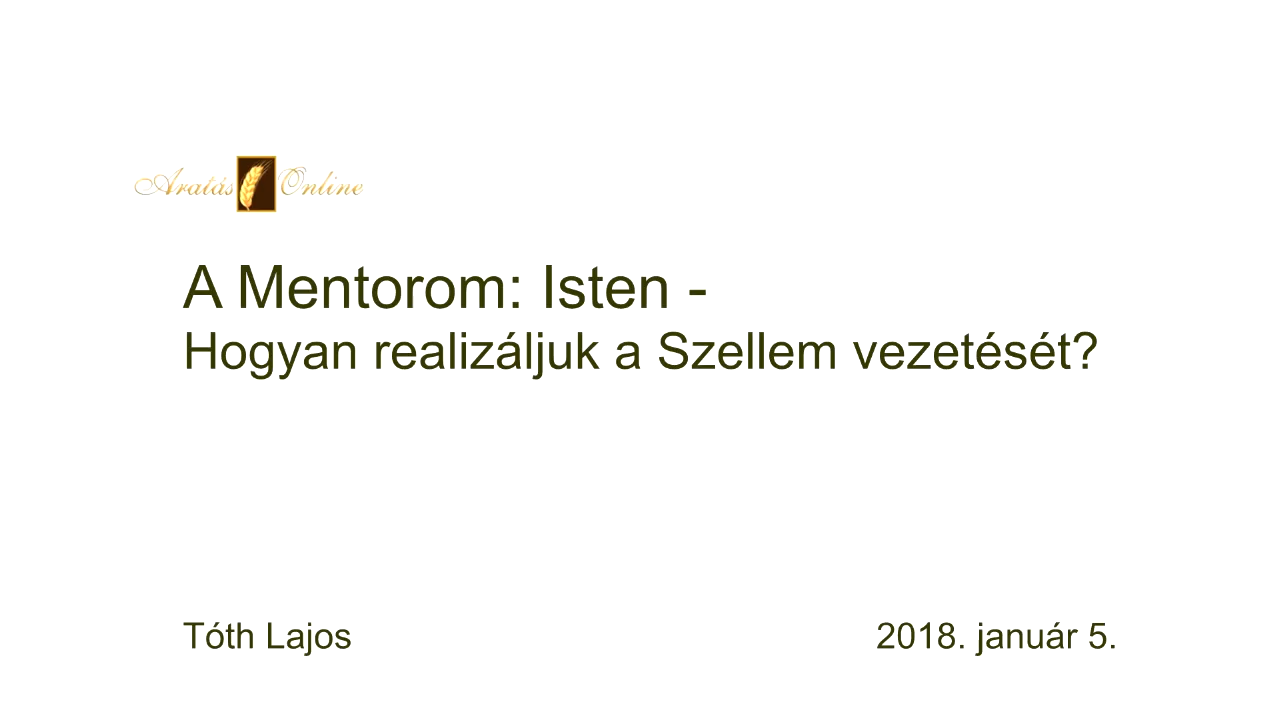 Aratás Online
A Mentorom: Isten -
Hogyan realizáljuk a Szellem vezetését?
Tóth Lajos
2018. január 5.